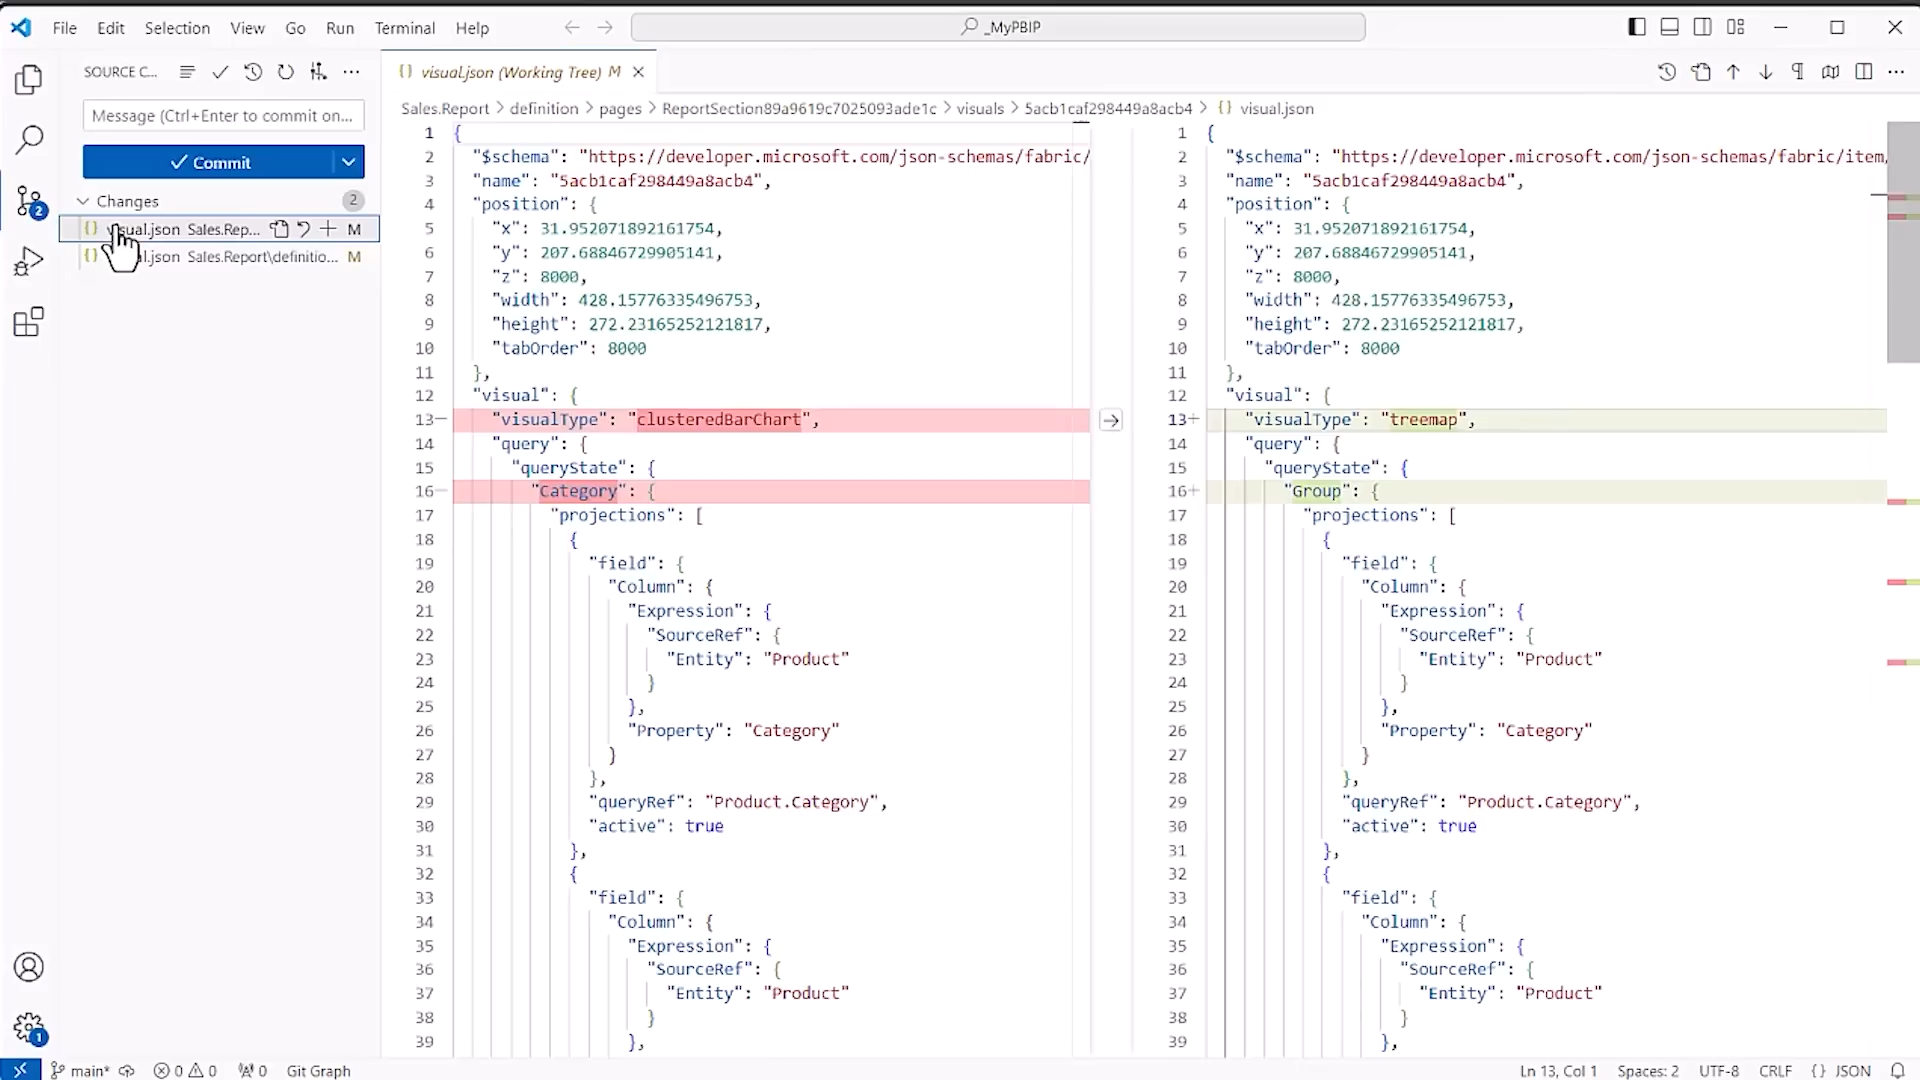 File Edit Selection View Go Run Terminal Help
_MyPBIP
SOURCE C...
visual.json (Working Tree) M
Message (Ctrl+Enter to commit on...
Commit
Changes 2
visual.json Sales.Rep... M
.json Sales.Report\definitio... M
2
1
Sales.Report > definition > pages > ReportSection89a9619c7025093ade1c > visuals > 5acb1caf298449a8acb4 > {} visual.json
1 {
2 "$schema": "https://developer.microsoft.com/json-schemas/fabric/
3 "name": "5acb1caf298449a8acb4",
4 "position": {
5 "x": 31.952071892161754,
6 "y": 207.68846729905141,
7 "z": 8000,
8 "width": 428.15776335496753,
9 "height": 272.23165252121817,
10 "tabOrder": 8000
11 },
12 "visual": {
13− "visualType": "clusteredBarChart",
14 "query": {
15 "queryState": {
16− "Category": {
17 "projections": [
18 {
19 "field": {
20 "Column": {
21 "Expression": {
22 "SourceRef": {
23 "Entity": "Product"
24 }
25 },
26 "Property": "Category"
27 }
28 },
29 "queryRef": "Product.Category",
30 "active": true
31 },
32 {
33 "field": {
34 "Column": {
35 "Expression": {
36 "SourceRef": {
37 "Entity": "Product"
38 }
39 },
1 {
2 "$schema": "https://developer.microsoft.com/json-schemas/fabric/item,
3 "name": "5acb1caf298449a8acb4",
4 "position": {
5 "x": 31.952071892161754,
6 "y": 207.68846729905141,
7 "z": 8000,
8 "width": 428.15776335496753,
9 "height": 272.23165252121817,
10 "tabOrder": 8000
11 },
12 "visual": {
13+ "visualType": "treemap",
14 "query": {
15 "queryState": {
16+ "Group": {
17 "projections": [
18 {
19 "field": {
20 "Column": {
21 "Expression": {
22 "SourceRef": {
23 "Entity": "Product"
24 }
25 },
26 "Property": "Category"
27 }
28 },
29 "queryRef": "Product.Category",
30 "active": true
31 },
32 {
33 "field": {
34 "Column": {
35 "Expression": {
36 "SourceRef": {
37 "Entity": "Product"
38 }
39 },
main* 0 0 0 Git Graph
Ln 13, Col 1 Spaces: 2 UTF-8 CRLF {} JSON